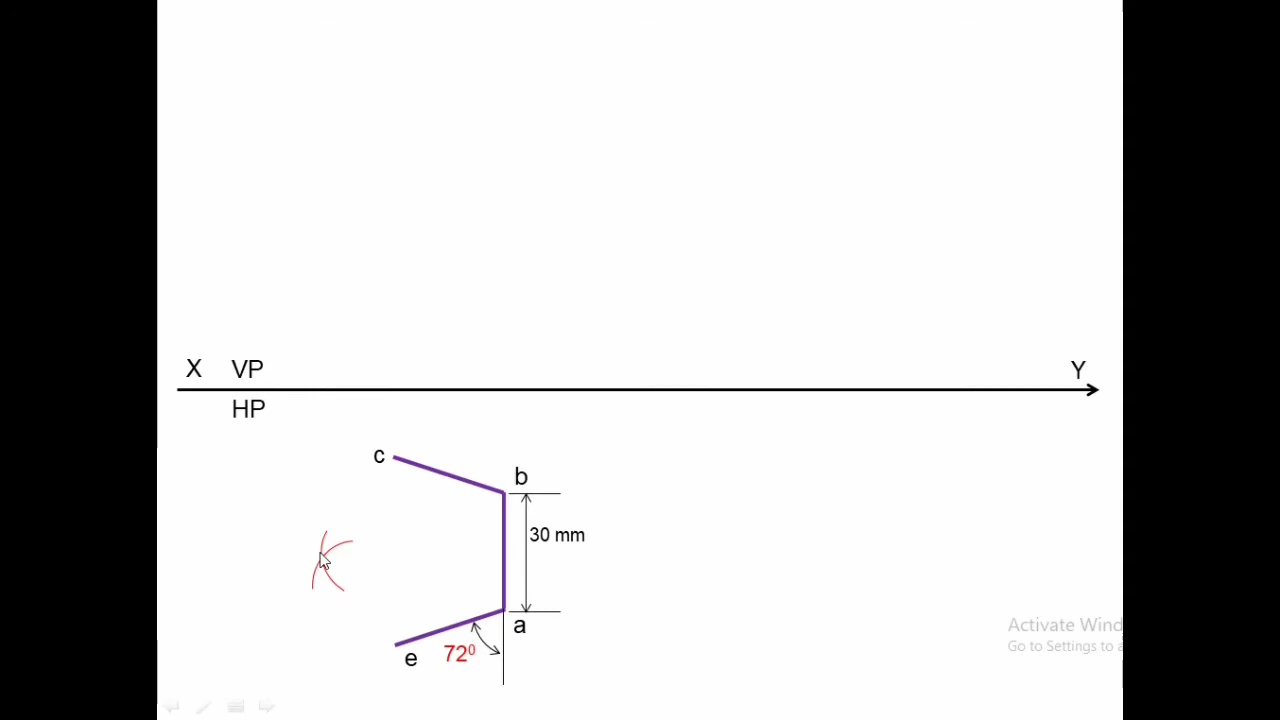 X VP Y
HP
c
b
30 mm
a
e 72⁰
Activate Wind
Go to Settings to a